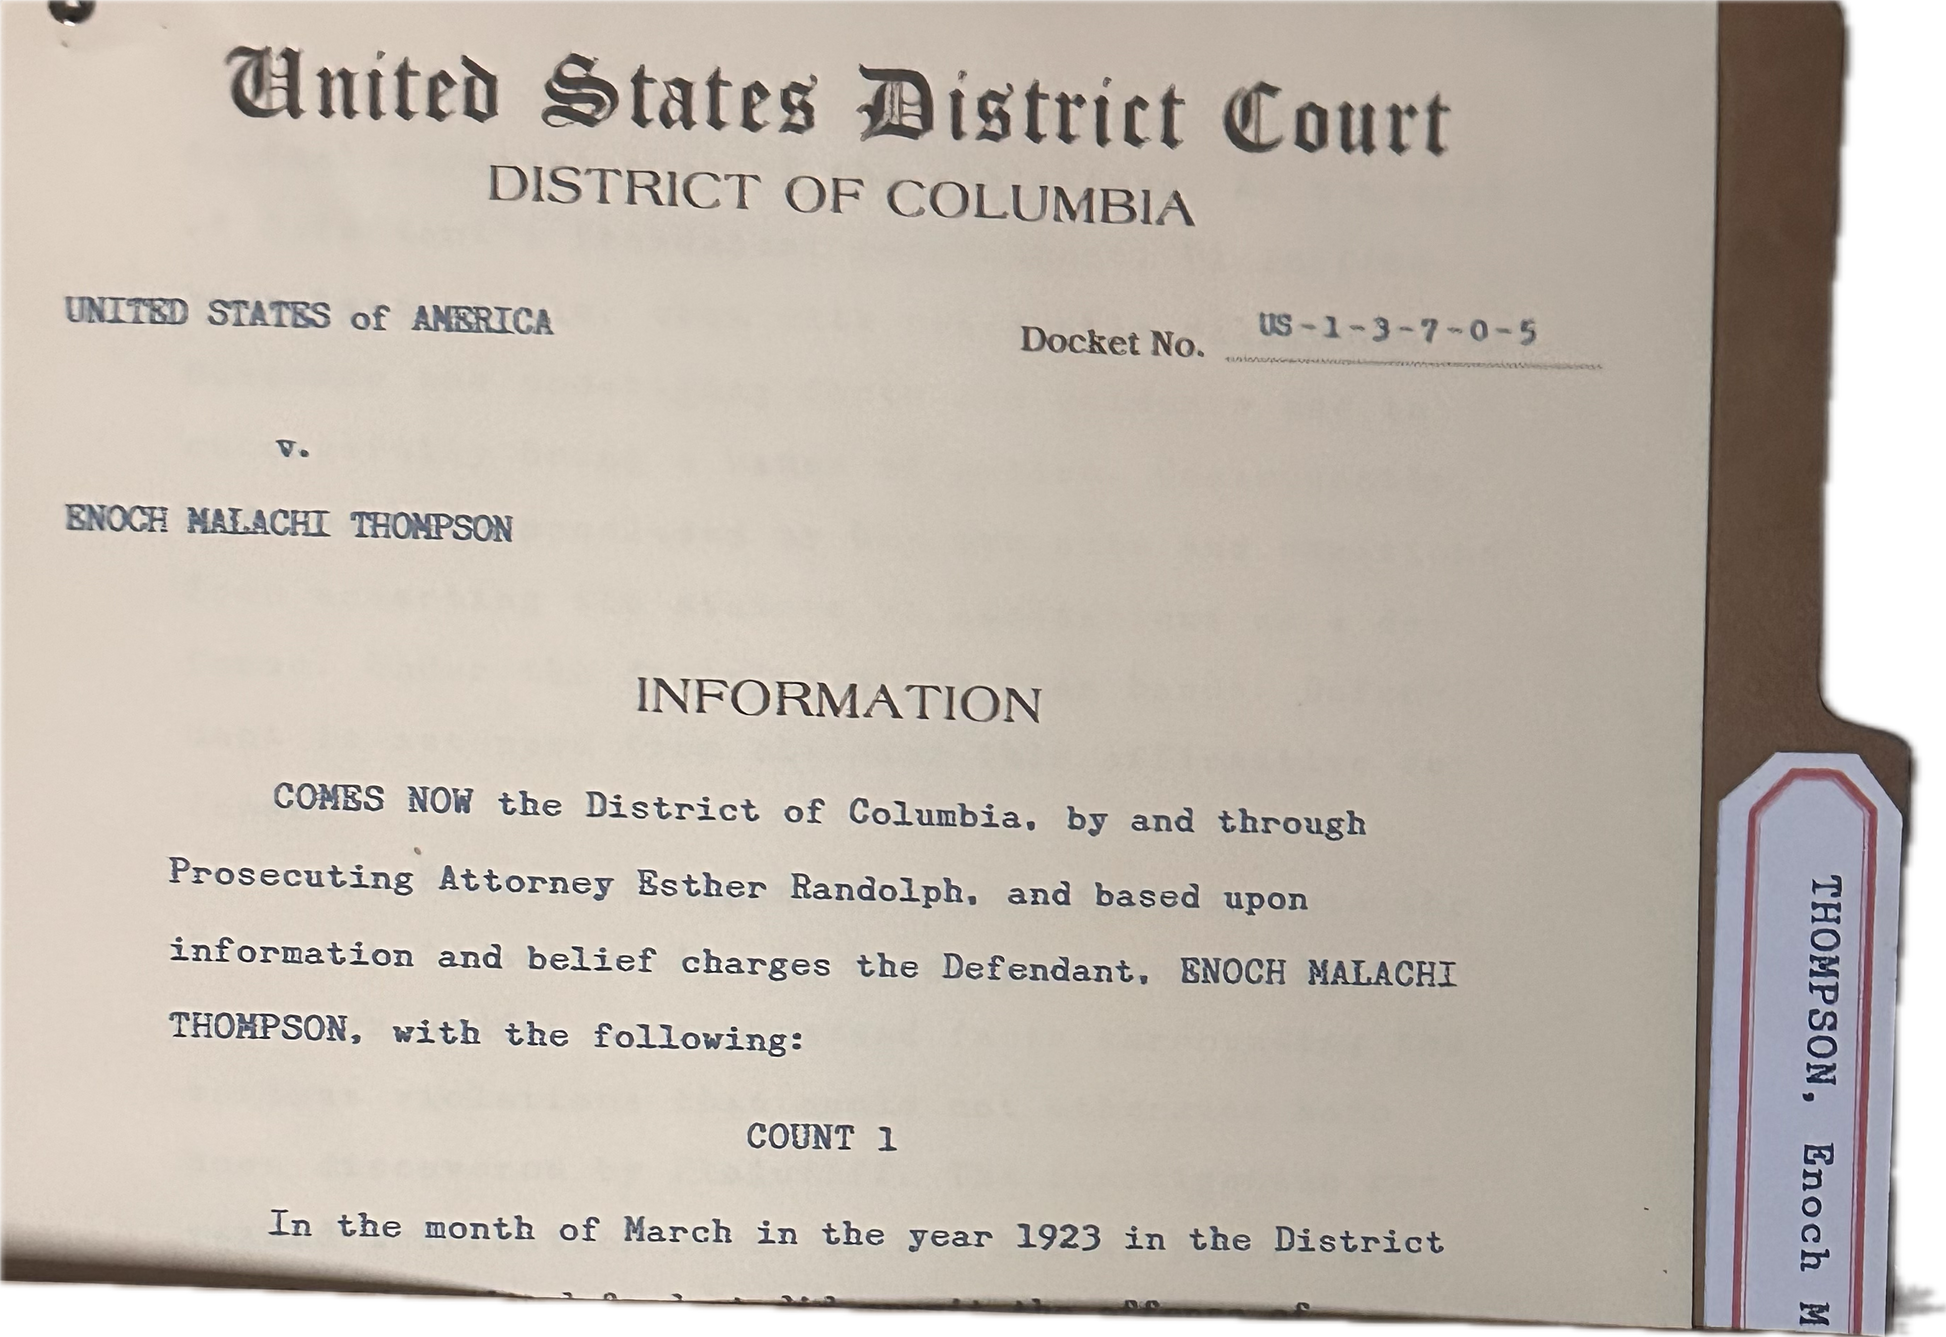 United States District Court
DISTRICT OF COLUMBIA
UNITED STATES of AMERICA
Docket No. US-1-3-7-0-5
v.
ENOCH MALACHI THOMPSON
INFORMATION
COMES NOW the District of Columbia, by and through
Prosecuting Attorney Esther Randolph, and based upon
information and belief charges the Defendant, ENOCH MALACHI
THOMPSON, with the following:
COUNT 1
In the month of March in the year 1923 in the District
THOMPSON, Enoch M